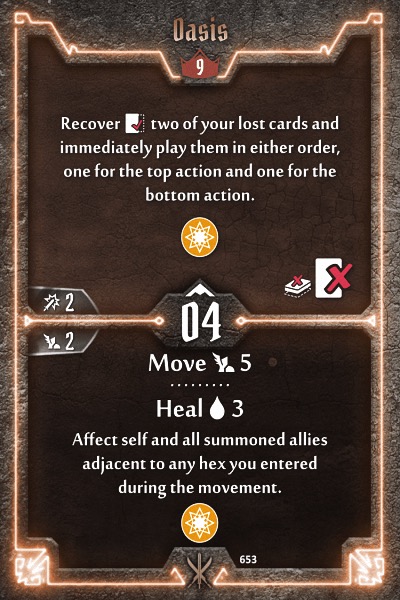 Oasis
9
Recover two of your lost cards and
immediately play them in either order,
one for the top action and one for the
bottom action.
2
04
2
Move 5
Heal 3
Affect self and all summoned allies
adjacent to any hex you entered
during the movement.
653